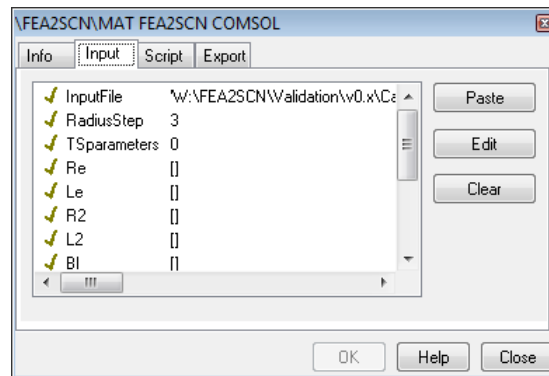 \FEA2SCN\MAT FEA2SCN COMSOL
Info Input Script Export
InputFile 'W:\FEA2SCN\Validation\v0.x\Ca
RadiusStep 3
TSparameters 0
Re []
Le []
R2 []
L2 []
Bl []
Paste
Edit
Clear
OK Help Close